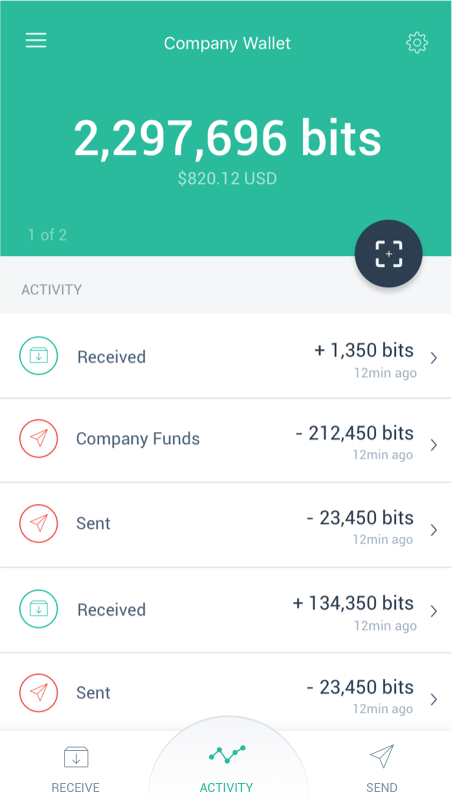 Company Wallet
2,297,696 bits
$820.12 USD
1 of 2
ACTIVITY
Received
+ 1,350 bits
12min ago
Company Funds
- 212,450 bits
12min ago
Sent
- 23,450 bits
12min ago
Received
+ 134,350 bits
12min ago
Sent
- 23,450 bits
12min ago
RECEIVE
ACTIVITY
SEND